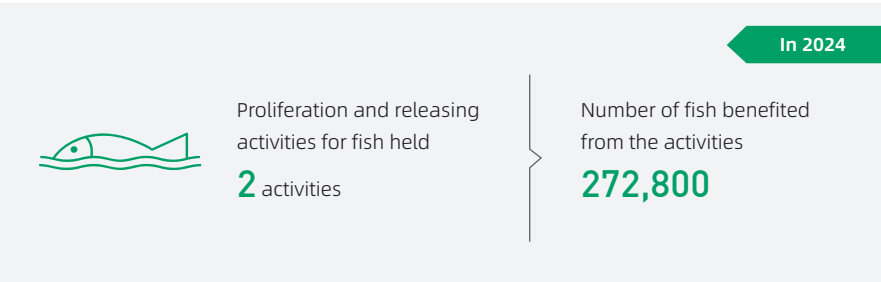 In 2024
Proliferation and releasing
activities for fish held
2 activities
Number of fish benefited
from the activities
272,800